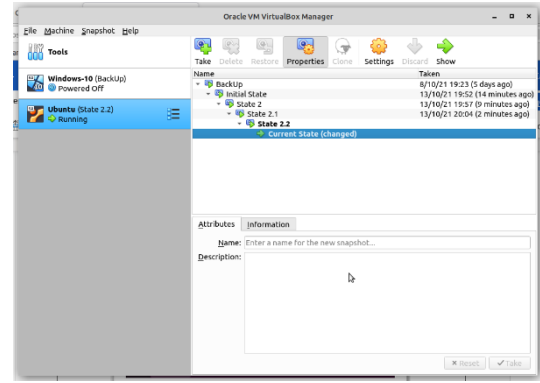 Oracle VM VirtualBox Manager
File Machine Snapshot Help
Tools
Take Delete Restore Properties Clone Settings Discard Show
Name Taken
Windows-10 (BackUp)
Powered Off
Ubuntu (State 2.2)
Running
BackUp 8/10/21 19:23 (5 days ago)
Initial State 13/10/21 19:52 (14 minutes ago)
State 2 13/10/21 19:57 (9 minutes ago)
State 2.1 13/10/21 20:04 (2 minutes ago)
State 2.2
Current State (changed)
Attributes Information
Name: Enter a name for the new snapshot...
Description:
Reset Take